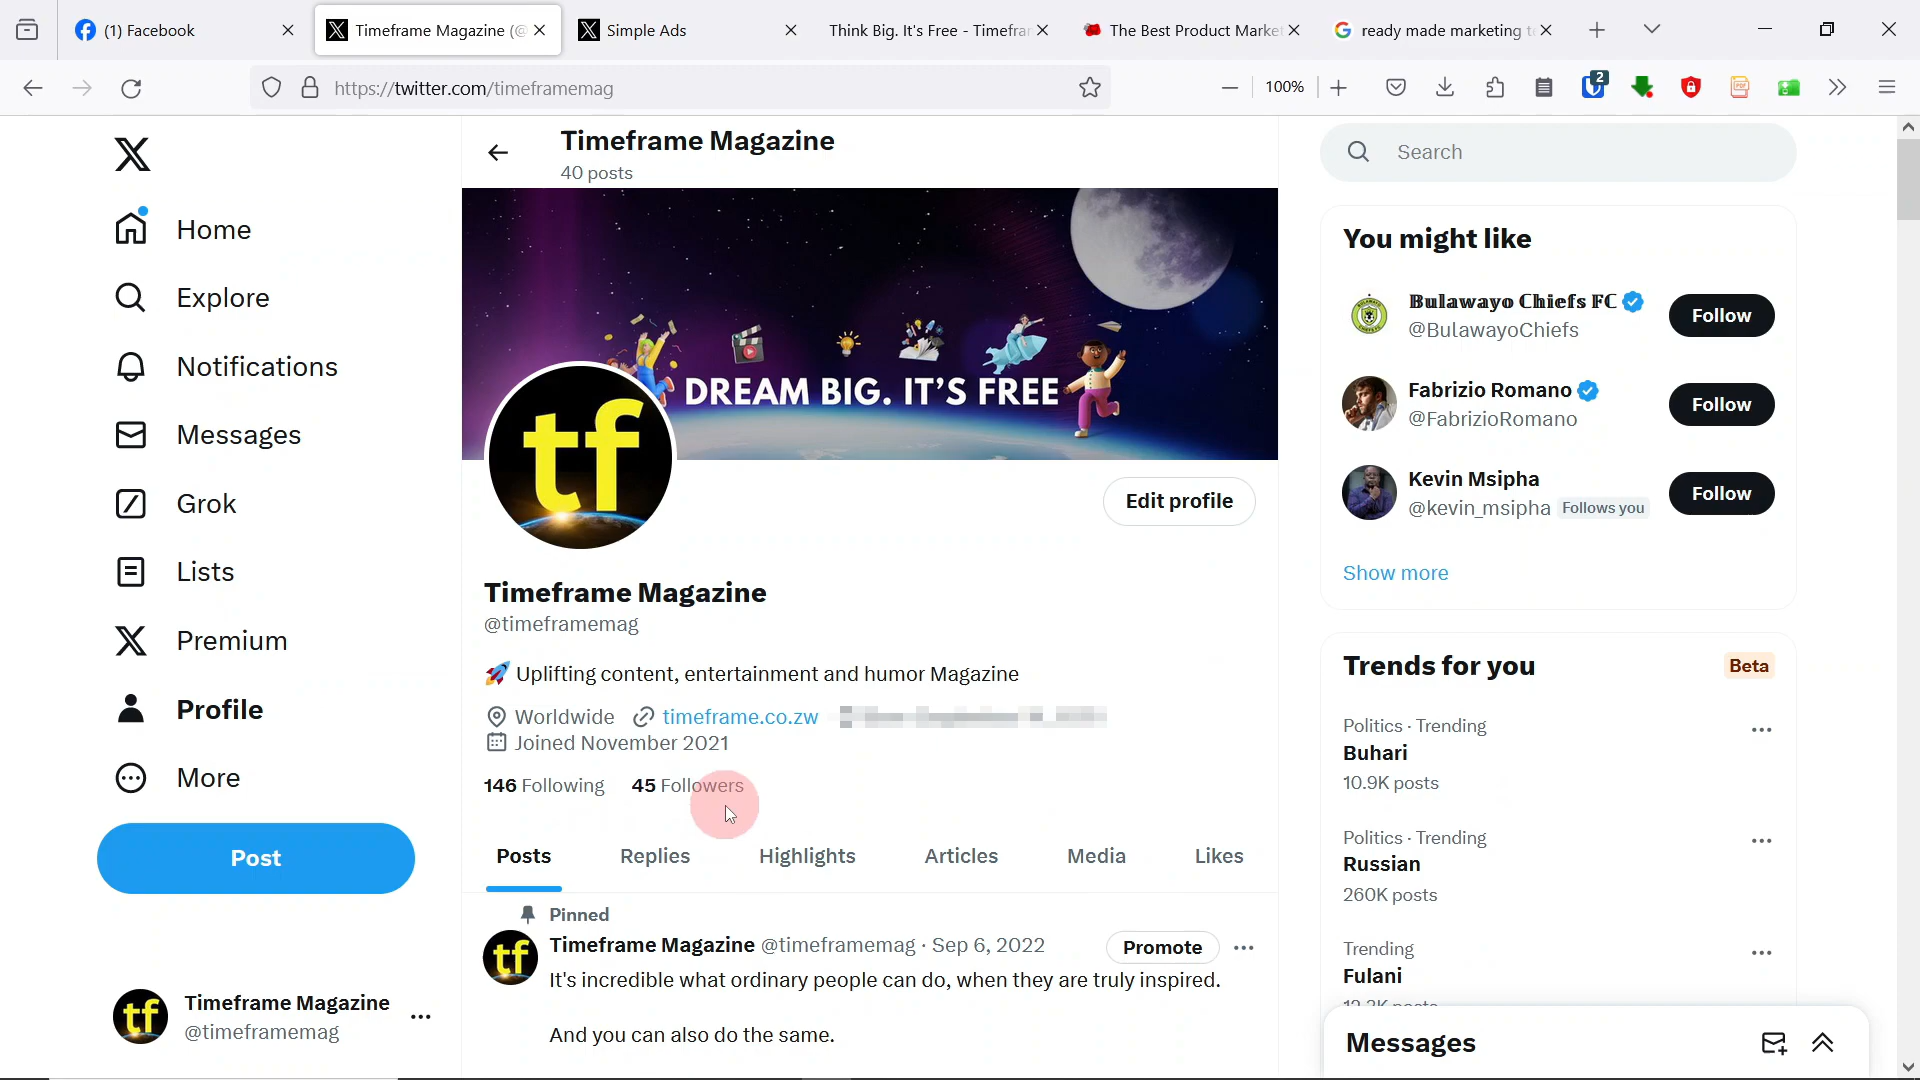 (1) Facebook
Timeframe Magazine (@
Simple Ads
Think Big. It's Free - Timefra
The Best Product Marke
ready made marketing t
https://twitter.com/timeframemag
100%
2
Home
Explore
Notifications
Messages
Grok
Lists
Premium
Profile
More
Post
Timeframe Magazine
@timeframemag
Timeframe Magazine
40 posts
DREAM BIG. IT'S FREE
tf
Edit profile
Timeframe Magazine
@timeframemag
🚀 Uplifting content, entertainment and humor Magazine
Worldwide timeframe.co.zw
Joined November 2021
146 Following 45 Followers
Posts Replies Highlights Articles Media Likes
Pinned
Timeframe Magazine @timeframemag · Sep 6, 2022
Promote
It's incredible what ordinary people can do, when they are truly inspired.
And you can also do the same.
Search
You might like
𝕭𝖚𝖑𝖆𝖜𝖆𝖞𝖔 𝕮𝖍𝖎𝖊𝖋𝖘 𝕱𝕮
@BulawayoChiefs
Follow
Fabrizio Romano
@FabrizioRomano
Follow
Kevin Msipha
@kevin_msipha Follows you
Follow
Show more
Trends for you
Beta
Politics · Trending
Buhari
10.9K posts
Politics · Trending
Russian
260K posts
Trending
Fulani
Messages